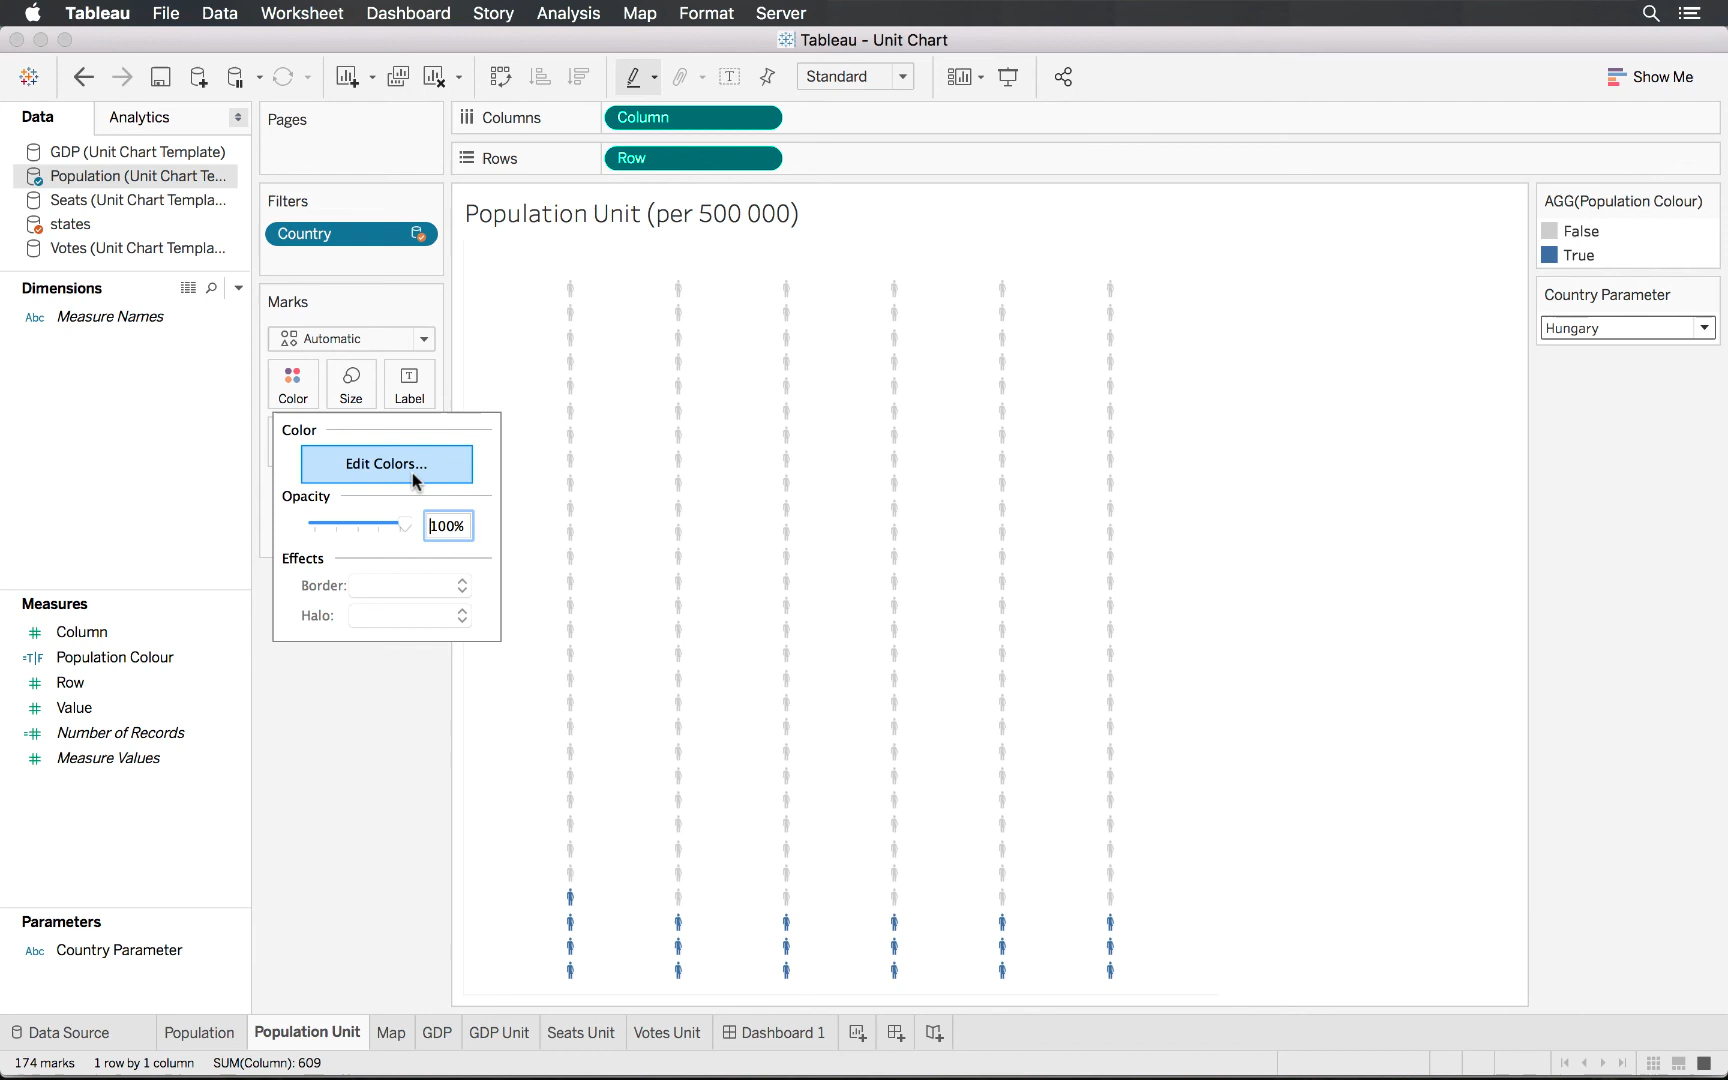 Tableau File Data Worksheet Dashboard Story Analysis Map Format Server
Tableau - Unit Chart
Standard
Show Me
Data Analytics
GDP (Unit Chart Template)
Population (Unit Chart Te...
Seats (Unit Chart Templa...
states
Votes (Unit Chart Templa...
Dimensions
Abc Measure Names
Measures
# Column
=T|F Population Colour
# Row
# Value
=# Number of Records
# Measure Values
Parameters
Abc Country Parameter
Pages
Filters
Country
Marks
Automatic
Color Size Label
T
Color
Edit Colors...
Opacity
100%
Effects
Border:
Halo:
Columns Column
Rows Row
Population Unit (per 500 000)
AGG(Population Colour)
False
True
Country Parameter
Hungary
Data Source Population Population Unit Map GDP GDP Unit Seats Unit Votes Unit Dashboard 1
174 marks 1 row by 1 column SUM(Column): 609